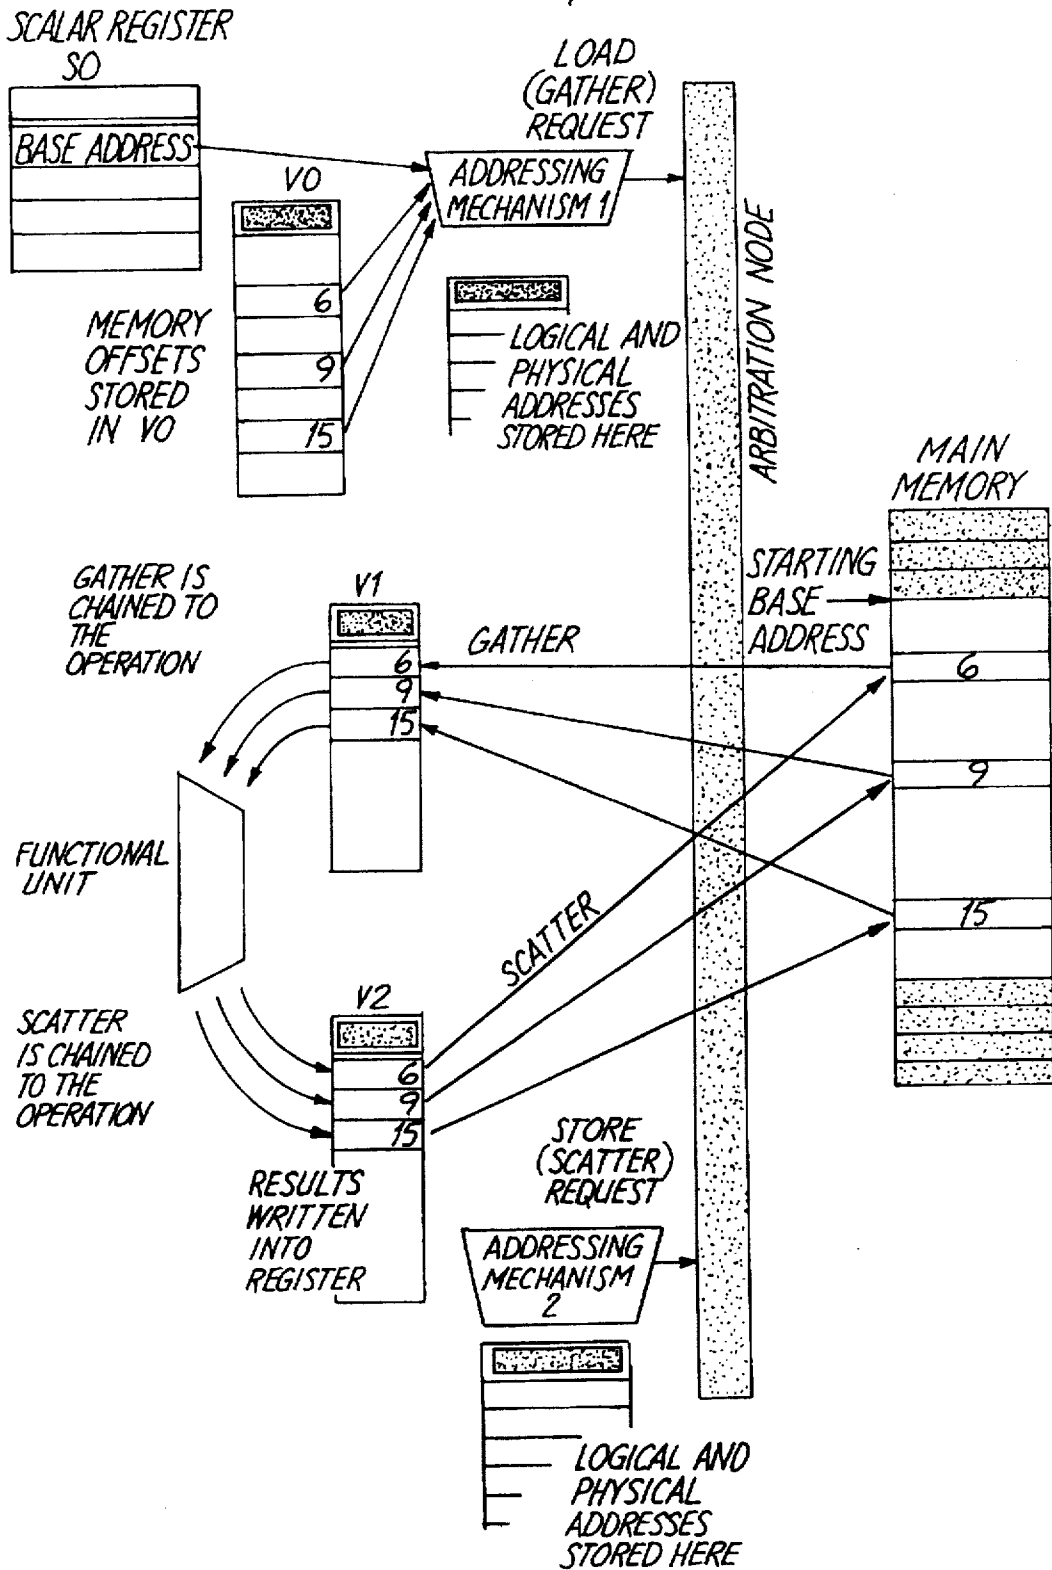 SCALAR REGISTER
S0
BASE ADDRESS
LOAD
(GATHER)
REQUEST
ADDRESSING
MECHANISM 1
V0
6
9
15
MEMORY
OFFSETS
STORED
IN V0
LOGICAL AND
PHYSICAL
ADDRESSES
STORED HERE
ARBITRATION NODE
MAIN
MEMORY
STARTING
BASE
ADDRESS
6
9
15
GATHER IS
CHAINED TO
THE
OPERATION
V1
6
9
15
GATHER
FUNCTIONAL
UNIT
SCATTER
SCATTER
IS CHAINED
TO THE
OPERATION
V2
6
9
15
RESULTS
WRITTEN
INTO
REGISTER
STORE
(SCATTER)
REQUEST
ADDRESSING
MECHANISM
2
LOGICAL AND
PHYSICAL
ADDRESSES
STORED HERE